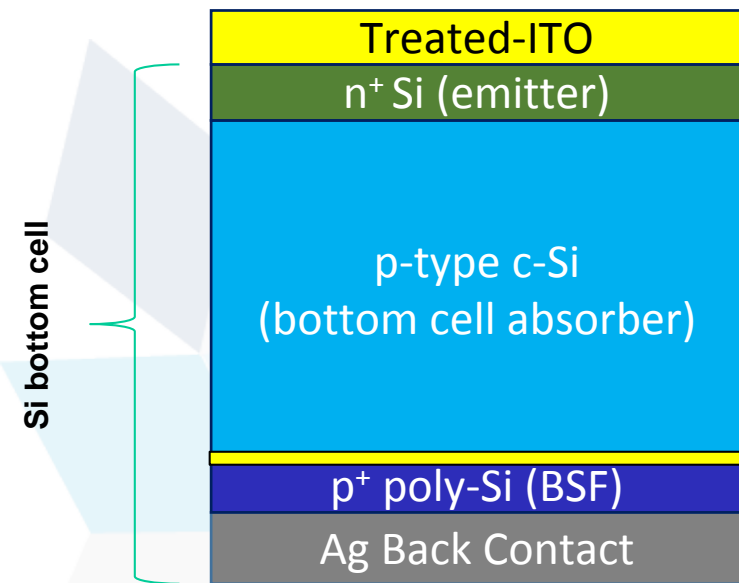 Treated-ITO
n⁺ Si (emitter)
p-type c-Si
(bottom cell absorber)
p⁺ poly-Si (BSF)
Ag Back Contact
Si bottom cell